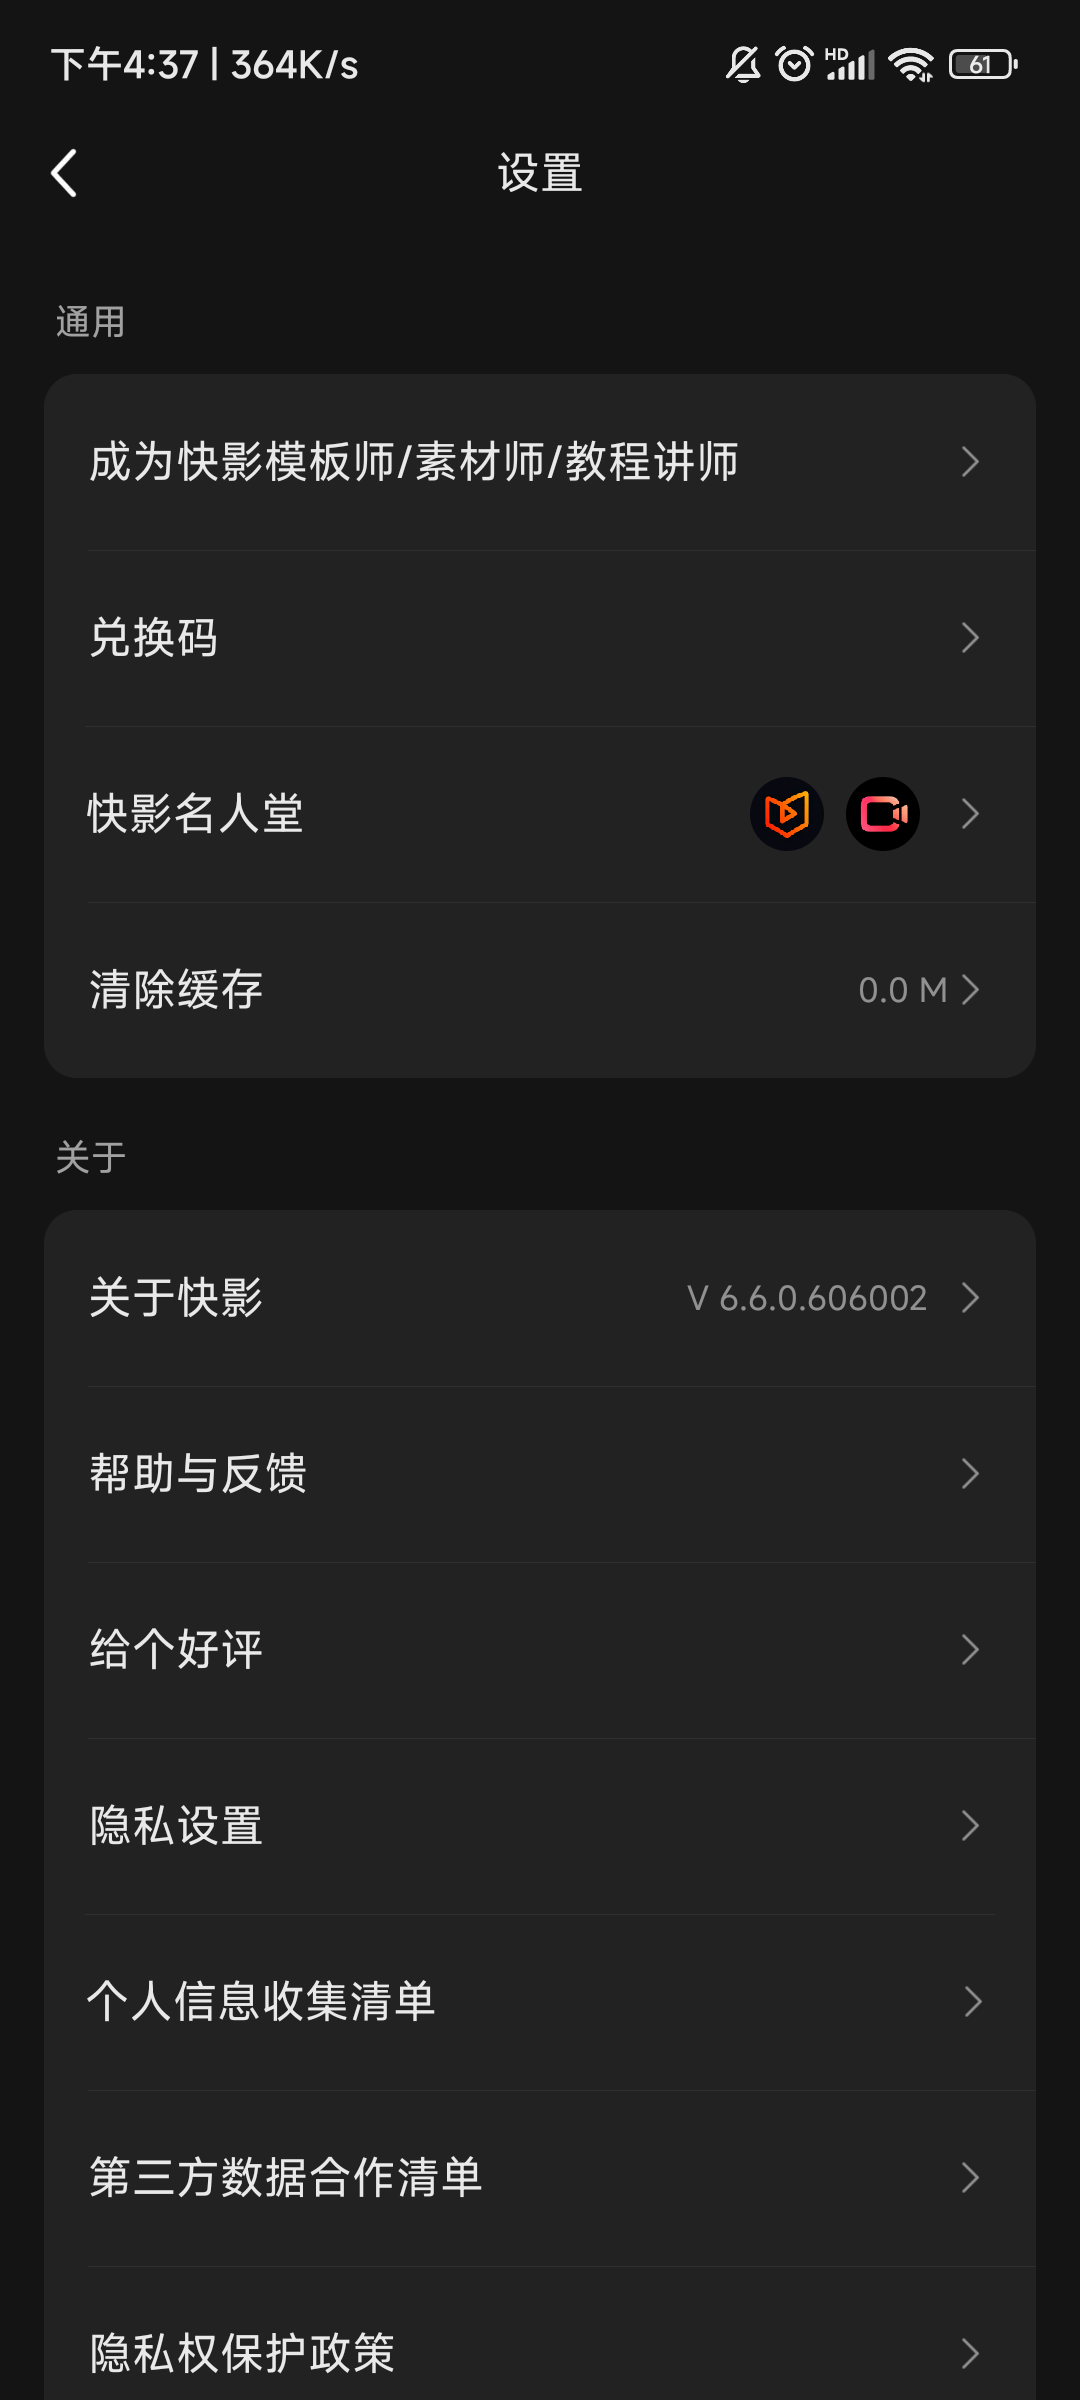 下午4:37 | 364K/s
HD
61
设置
通用
成为快影模板师/素材师/教程讲师
兑换码
快影名人堂
清除缓存
0.0 M
关于
关于快影
V 6.6.0.606002
帮助与反馈
给个好评
隐私设置
个人信息收集清单
第三方数据合作清单
隐私权保护政策